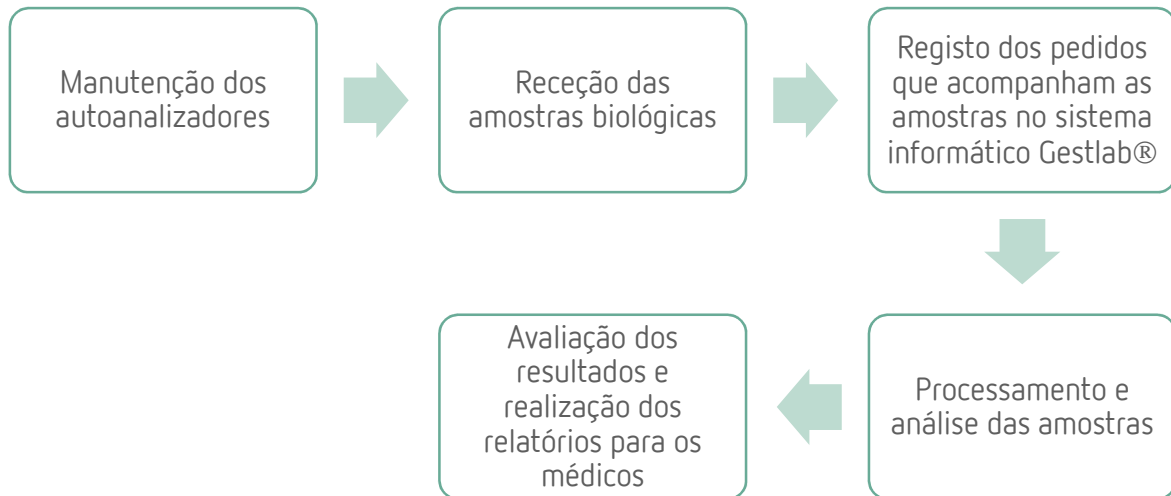 Manutenção dos
autoanalizadores
Receção das
amostras biológicas
Registo dos pedidos
que acompanham as
amostras no sistema
informático Gestlab®
Processamento e
análise das amostras
Avaliação dos
resultados e
realização dos
relatórios para os
médicos